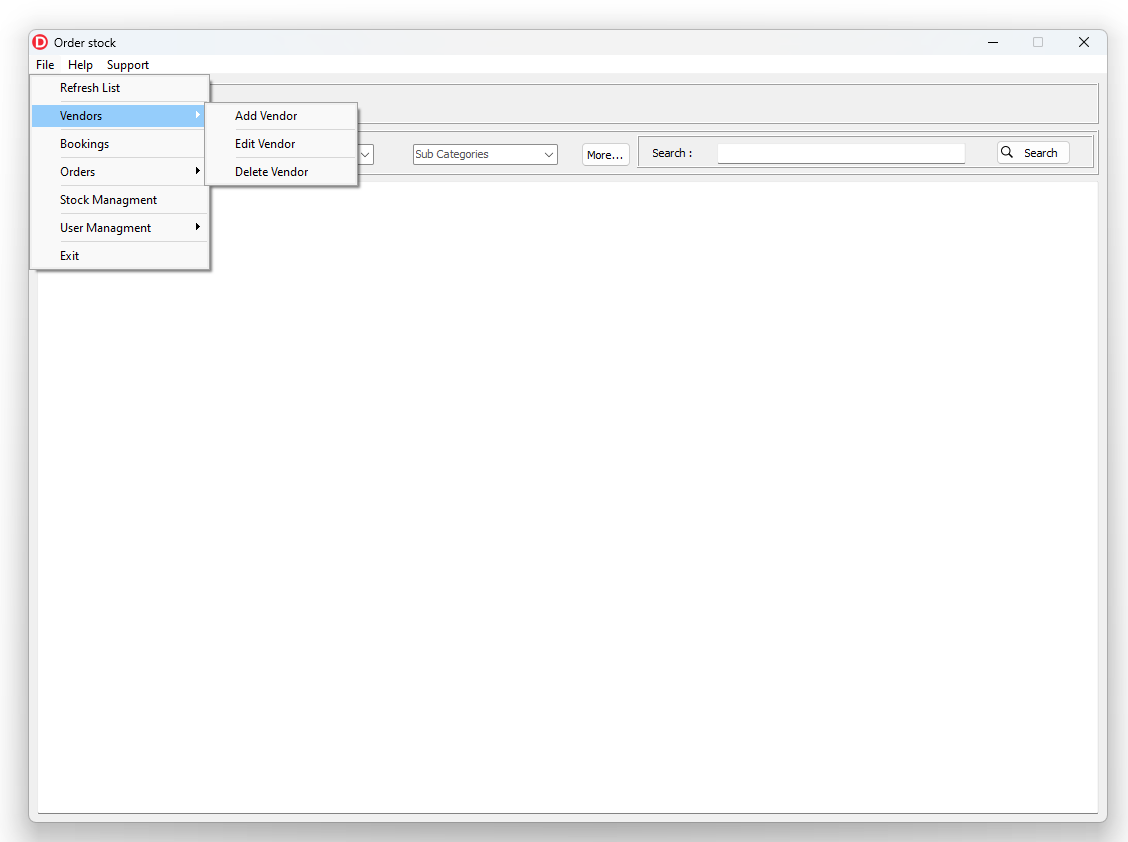 Order stock
File Help Support
Refresh List
Vendors
Add Vendor
Edit Vendor
Delete Vendor
Bookings
Orders
Stock Managment
User Managment
Exit
Sub Categories
More...
Search :
Search